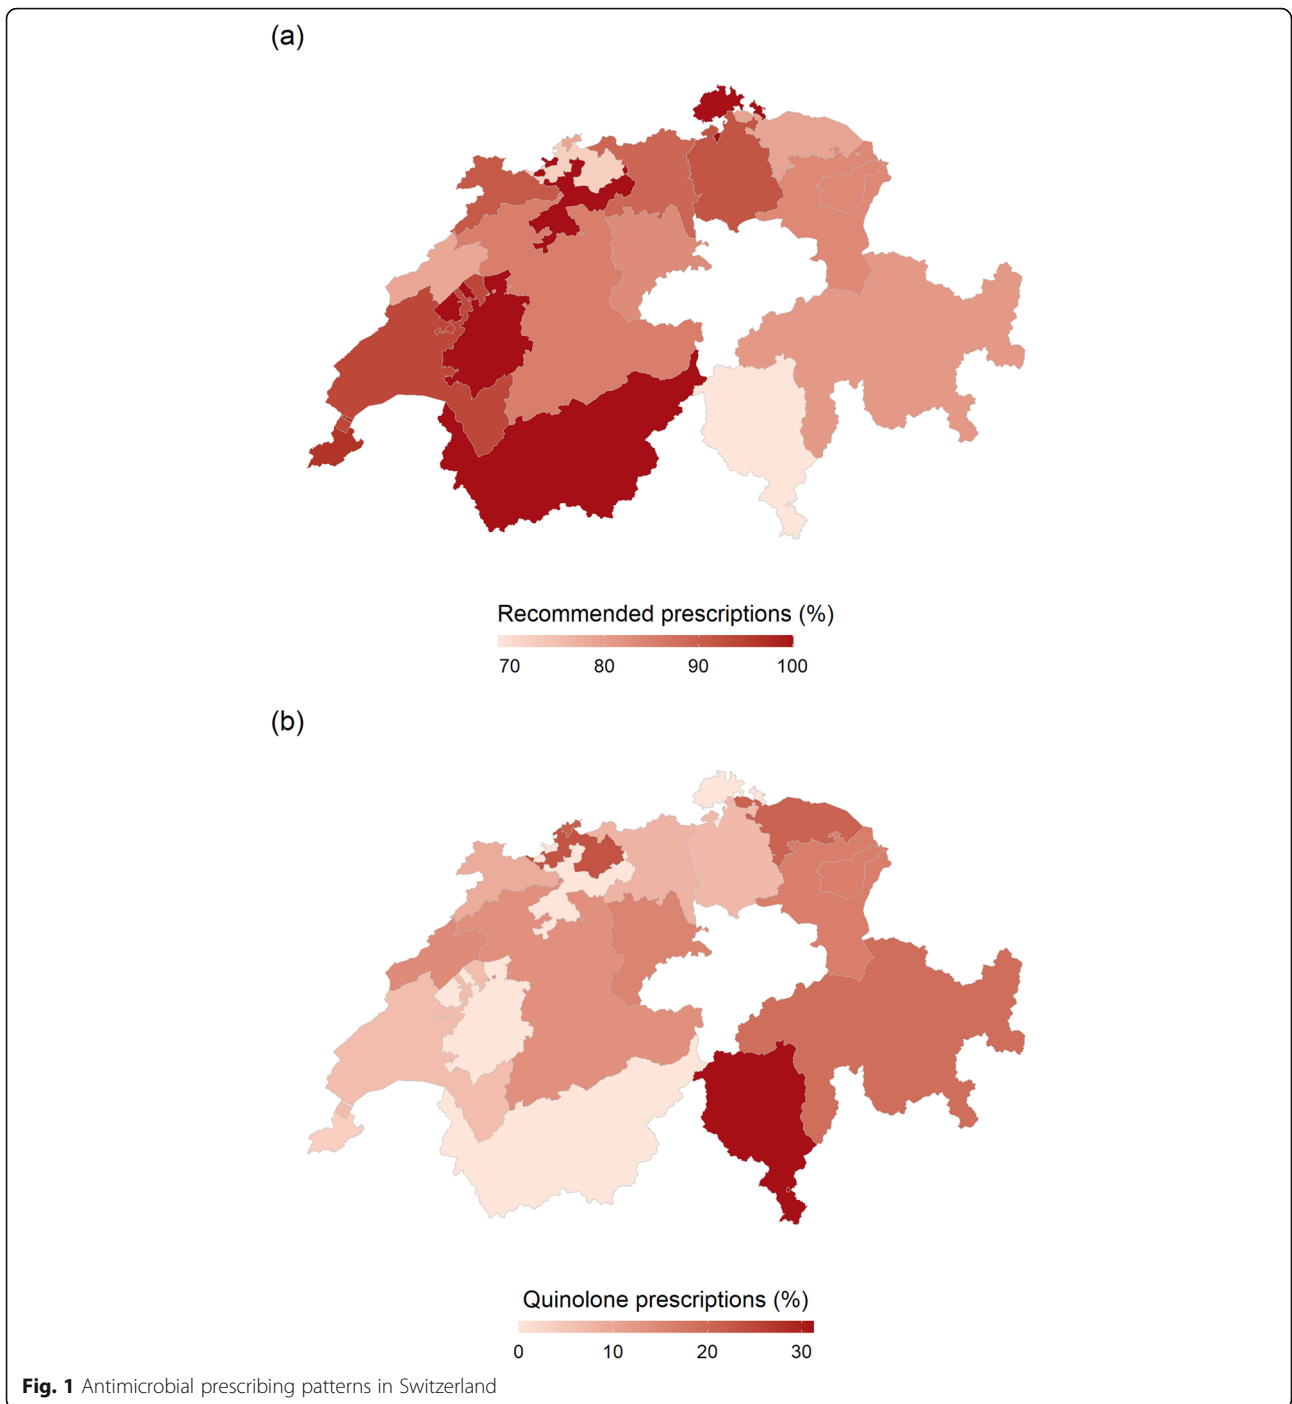 (a)
Recommended prescriptions (%)
70 80 90 100
(b)
Quinolone prescriptions (%)
0 10 20 30
Fig. 1 Antimicrobial prescribing patterns in Switzerland